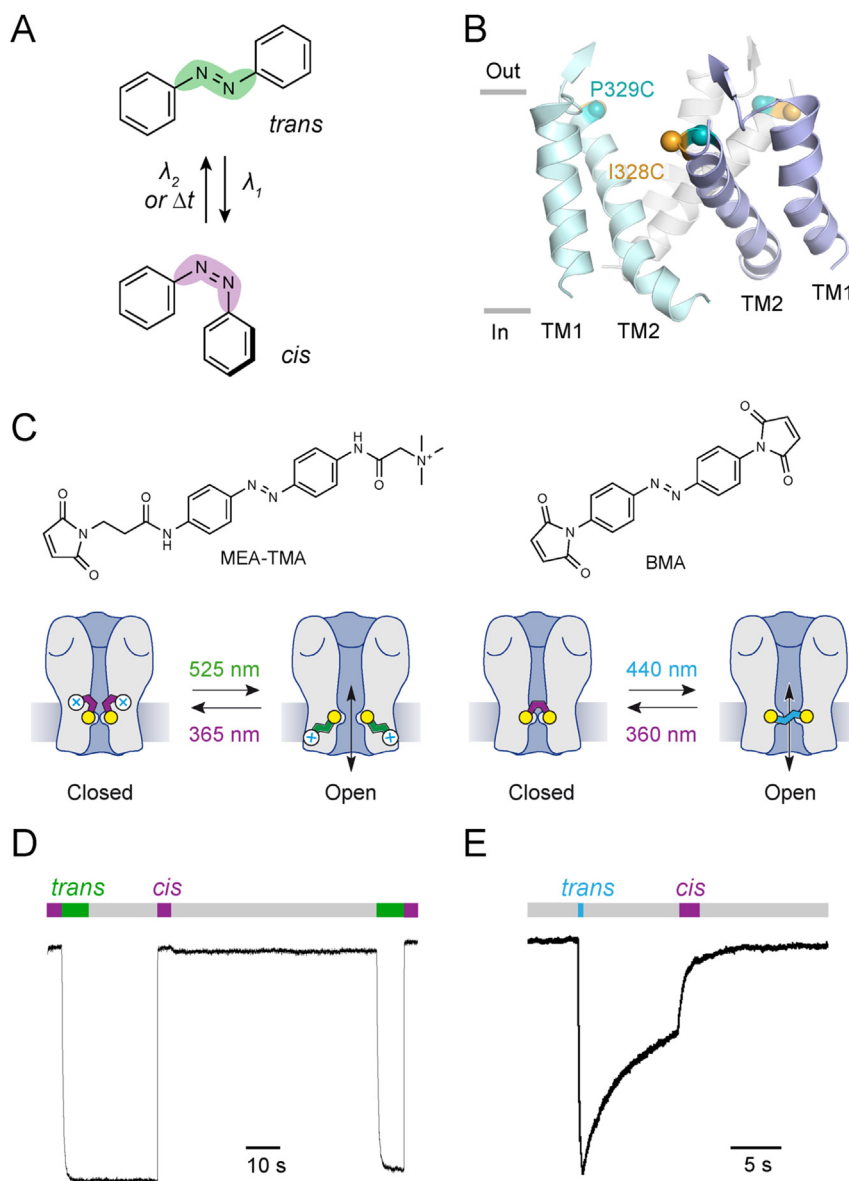 A
N
N
trans
λ2
or Δt
λ1
N
N
cis
B
Out
P329C
I328C
In
TM1
TM2
TM2
TM1
C
O
N
O
O
N
H
N
N
H
N
O
N+
MEA-TMA
O
N
O
N
N
O
N
O
BMA
525 nm
365 nm
Closed
Open
440 nm
360 nm
Closed
Open
D
trans
cis
10 s
E
trans
cis
5 s